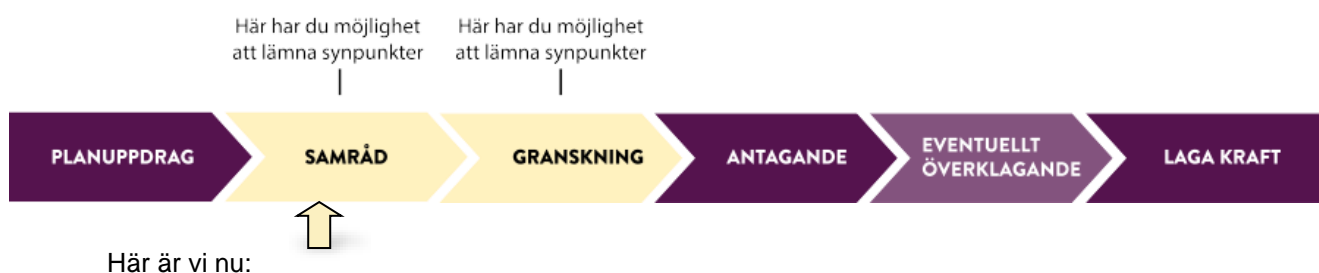 Här har du möjlighet
att lämna synpunkter
Här har du möjlighet
att lämna synpunkter
PLANUPPDRAG
SAMRÅD
GRANSKNING
ANTAGANDE
EVENTUELLT
ÖVERKLAGANDE
LAGA KRAFT
Här är vi nu: